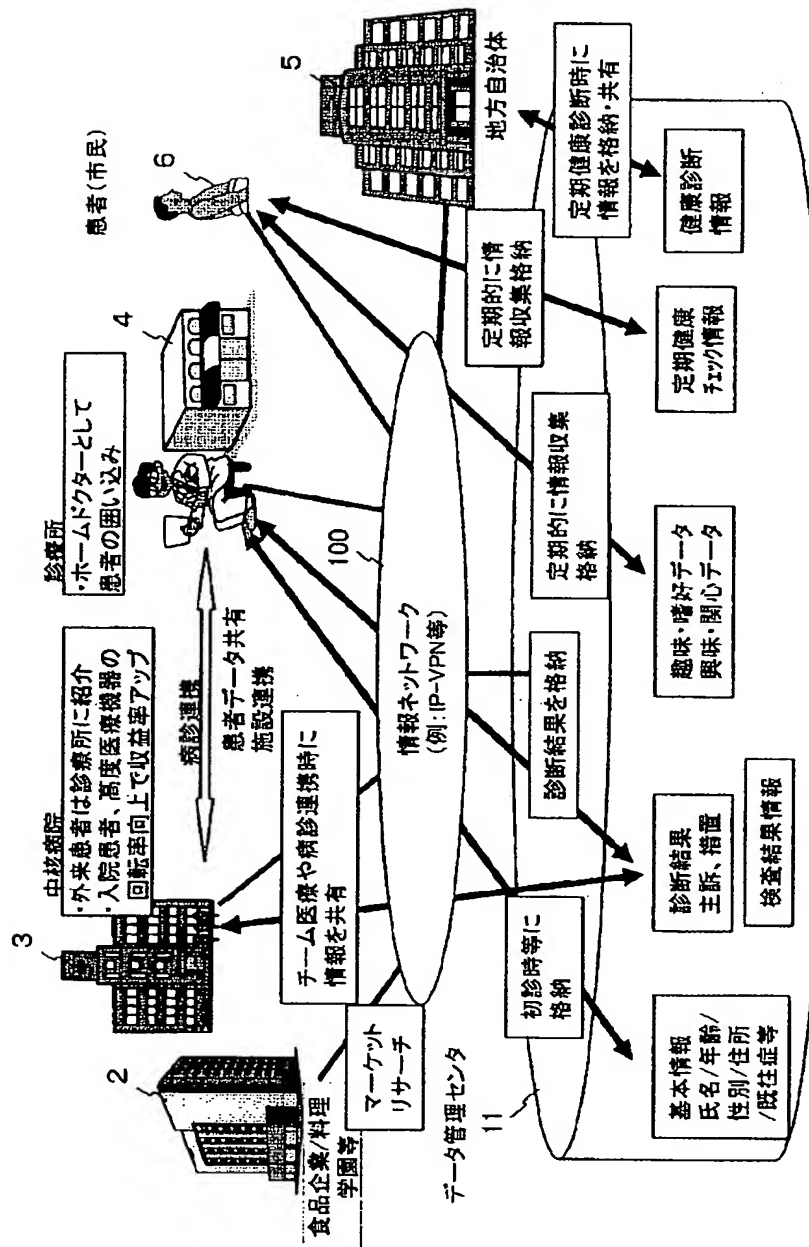 食品企業/料理
学園等
2
マーケット
リサーチ
3
中核病院
・外来患者は診療所に紹介
・入院患者、高度医療機器の
回転率向上で収益率アップ
チーム医療や病診連携時に
情報を共有
病診連携
患者データ共有
施設連携
診療所
・ホームドクターとして
患者の囲い込み
4
患者(市民)
6
5
地方自治体
100
情報ネットワーク
(例:IP-VPN等)
データ管理センタ
11
初診時等に
格納
診断結果を格納
定期的に情報収集
格納
定期的に情
報収集格納
定期健康診断時に
情報を格納・共有
基本情報
氏名/年齢/
性別/住所
/既往症等
診断結果
主訴、措置
検査結果情報
趣味・嗜好データ
興味・関心データ
定期健康
チェック情報
健康診断
情報